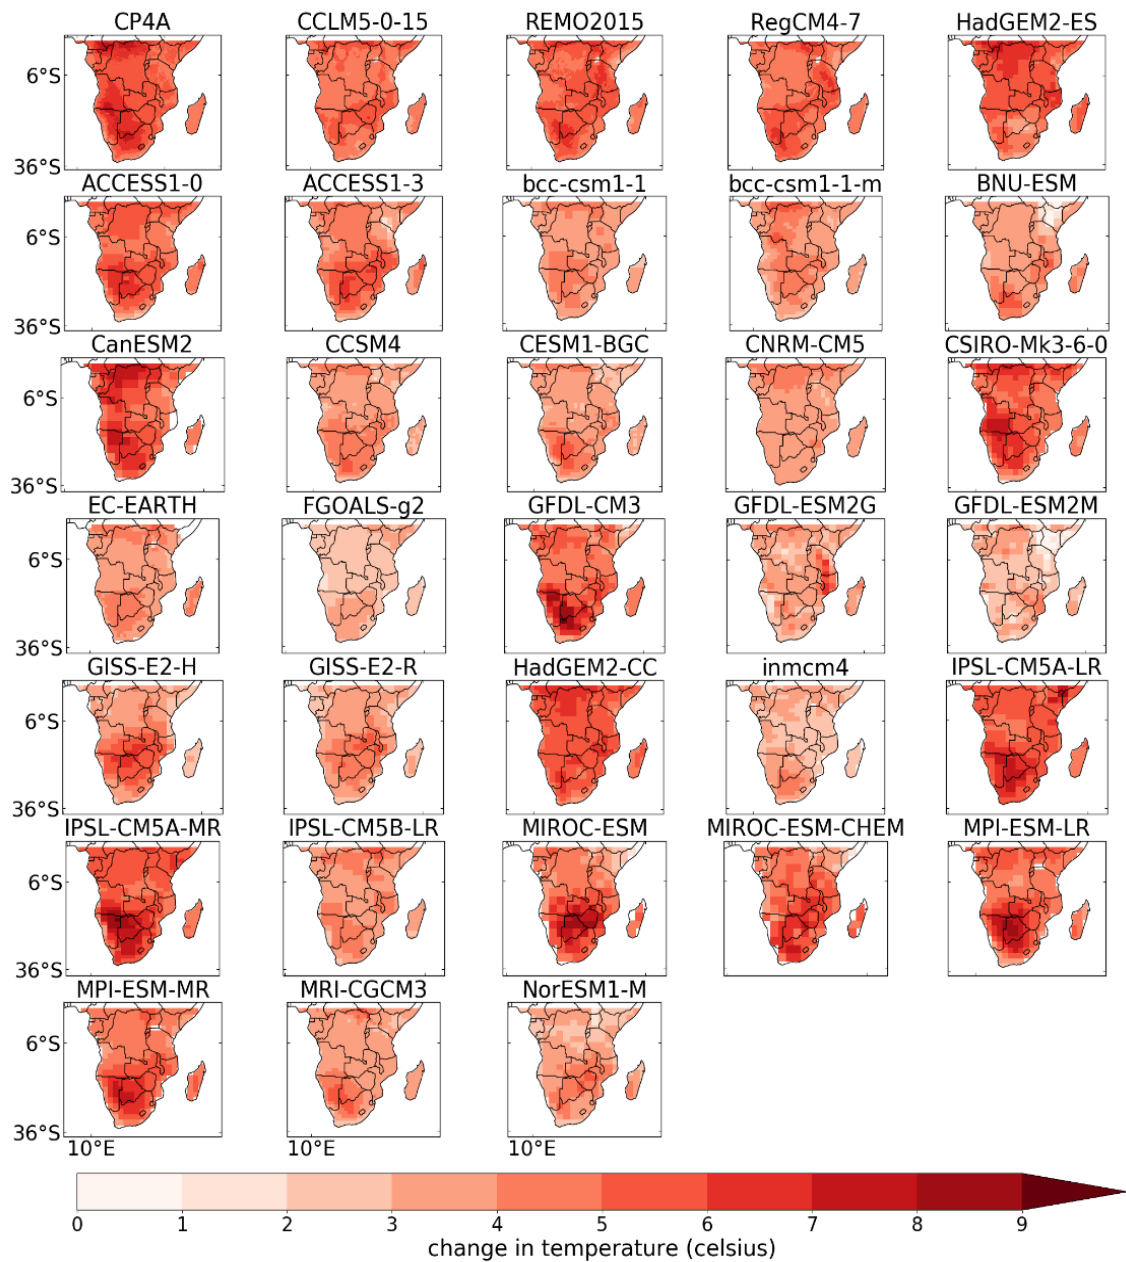 CP4A CCLM5-0-15 REMO2015 RegCM4-7 HadGEM2-ES
6°S
36°S
ACCESS1-0 ACCESS1-3 bcc-csm1-1 bcc-csm1-1-m BNU-ESM
6°S
36°S
CanESM2 CCSM4 CESM1-BGC CNRM-CM5 CSIRO-Mk3-6-0
6°S
36°S
EC-EARTH FGOALS-g2 GFDL-CM3 GFDL-ESM2G GFDL-ESM2M
6°S
36°S
GISS-E2-H GISS-E2-R HadGEM2-CC inmcm4 IPSL-CM5A-LR
6°S
36°S
IPSL-CM5A-MR IPSL-CM5B-LR MIROC-ESM MIROC-ESM-CHEM MPI-ESM-LR
6°S
36°S
MPI-ESM-MR MRI-CGCM3 NorESM1-M
6°S
36°S
10°E 10°E 10°E
0 1 2 3 4 5 6 7 8 9
change in temperature (celsius)